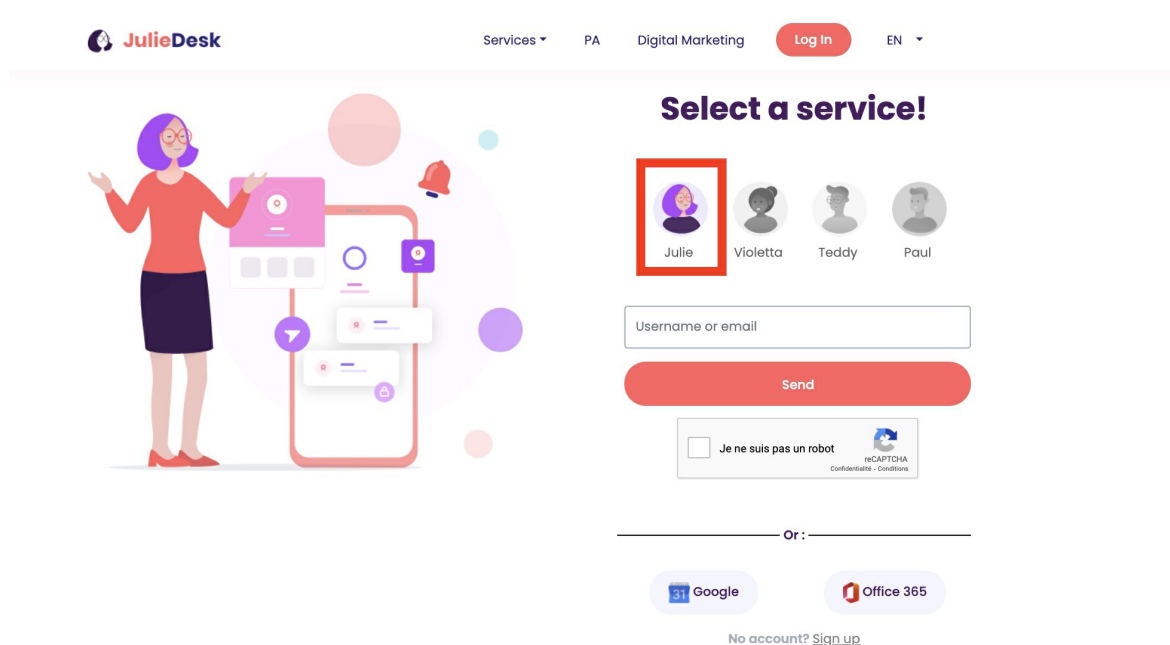 JulieDesk
Services PA Digital Marketing Log In EN
Select a service!
Julie Violetta Teddy Paul
Username or email
Send
Je ne suis pas un robot
reCAPTCHA
Confidentialité - Conditions
Or :
31 Google Office 365
No account? Sign up